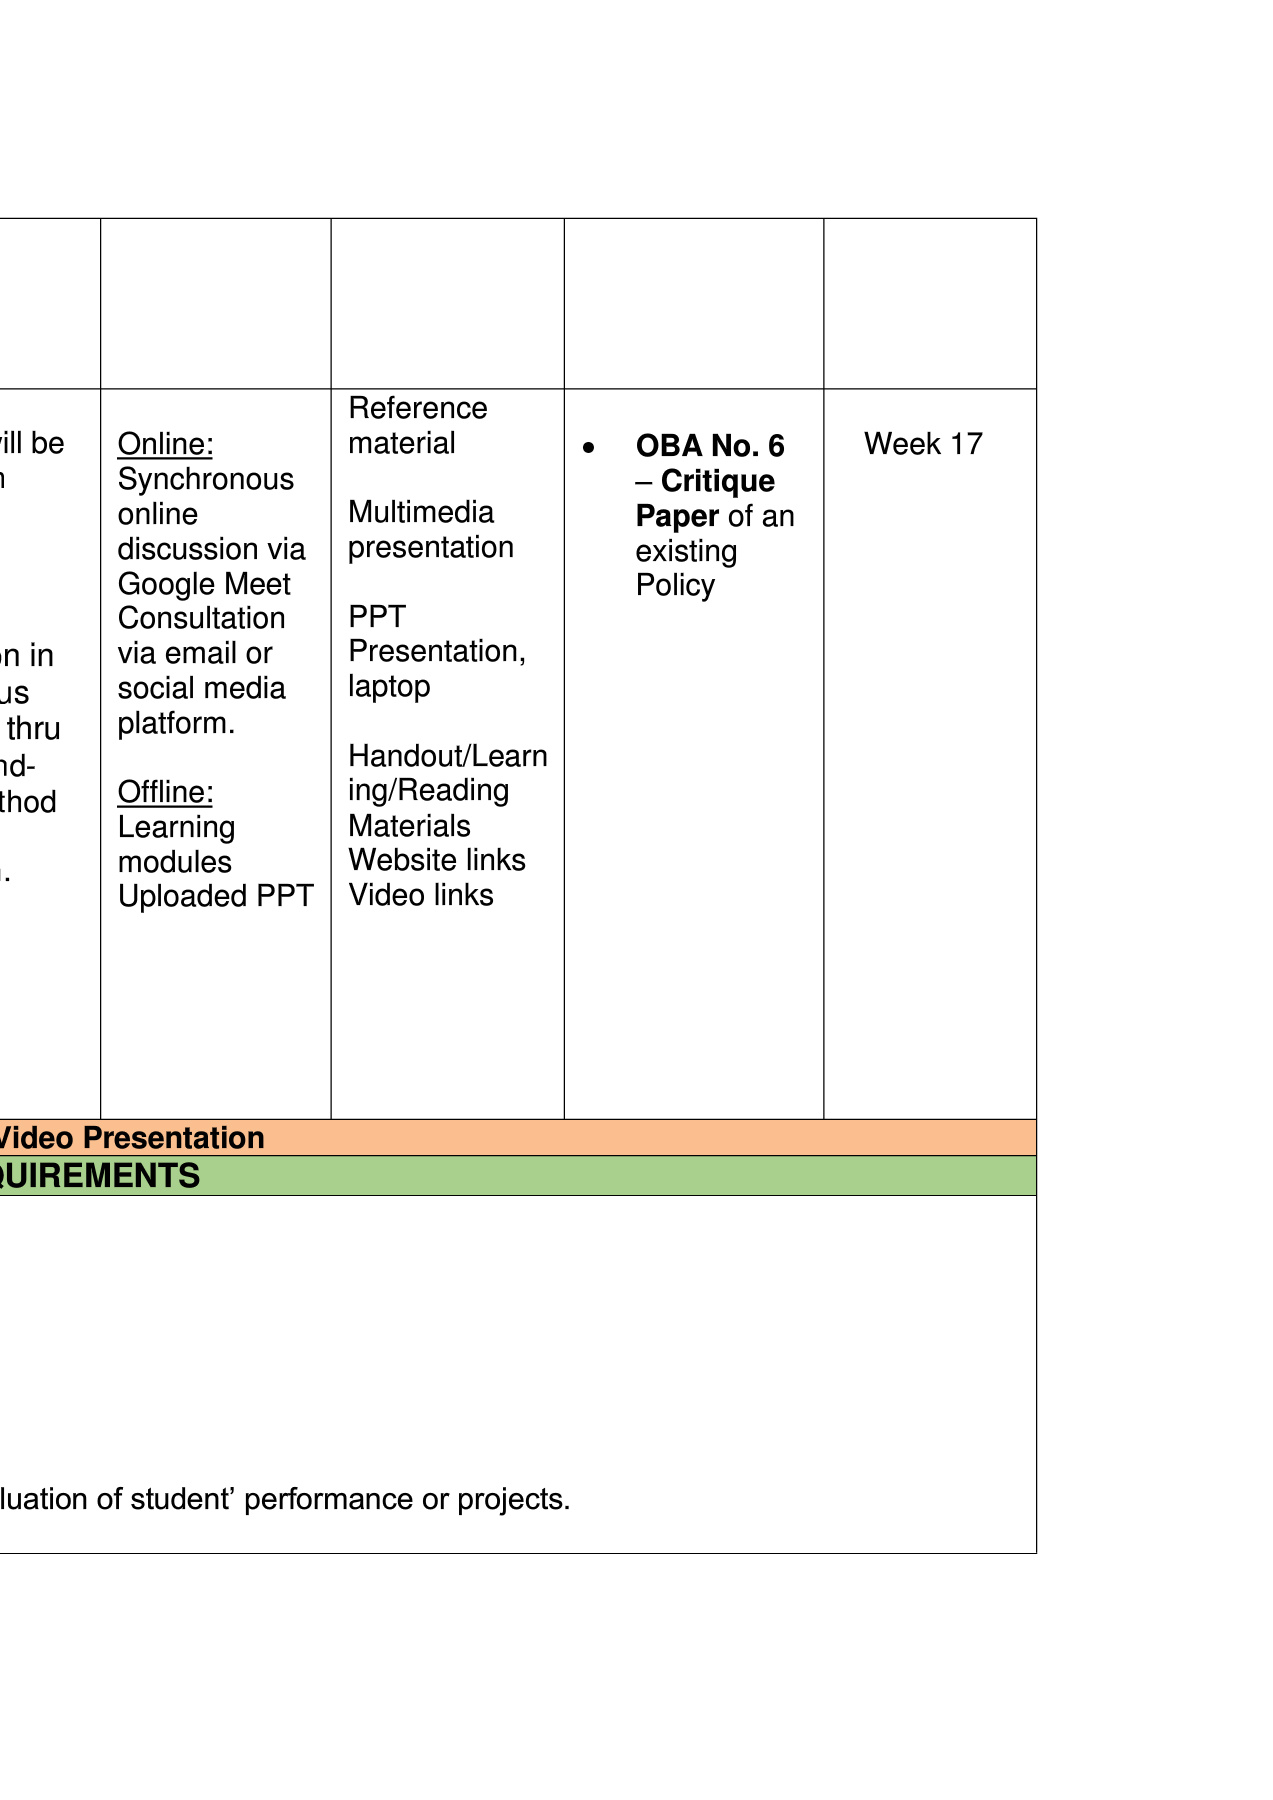 ill be
on in
us
thru
nd-
thod
Online:
Synchronous
online
discussion via
Google Meet
Consultation
via email or
social media
platform.
Offline:
Learning
modules
Uploaded PPT
Reference
material
Multimedia
presentation
PPT
Presentation,
laptop
Handout/Learn
ing/Reading
Materials
Website links
Video links
• OBA No. 6
– Critique
Paper of an
existing
Policy
Week 17
Video Presentation
QUIREMENTS
luation of student’ performance or projects.